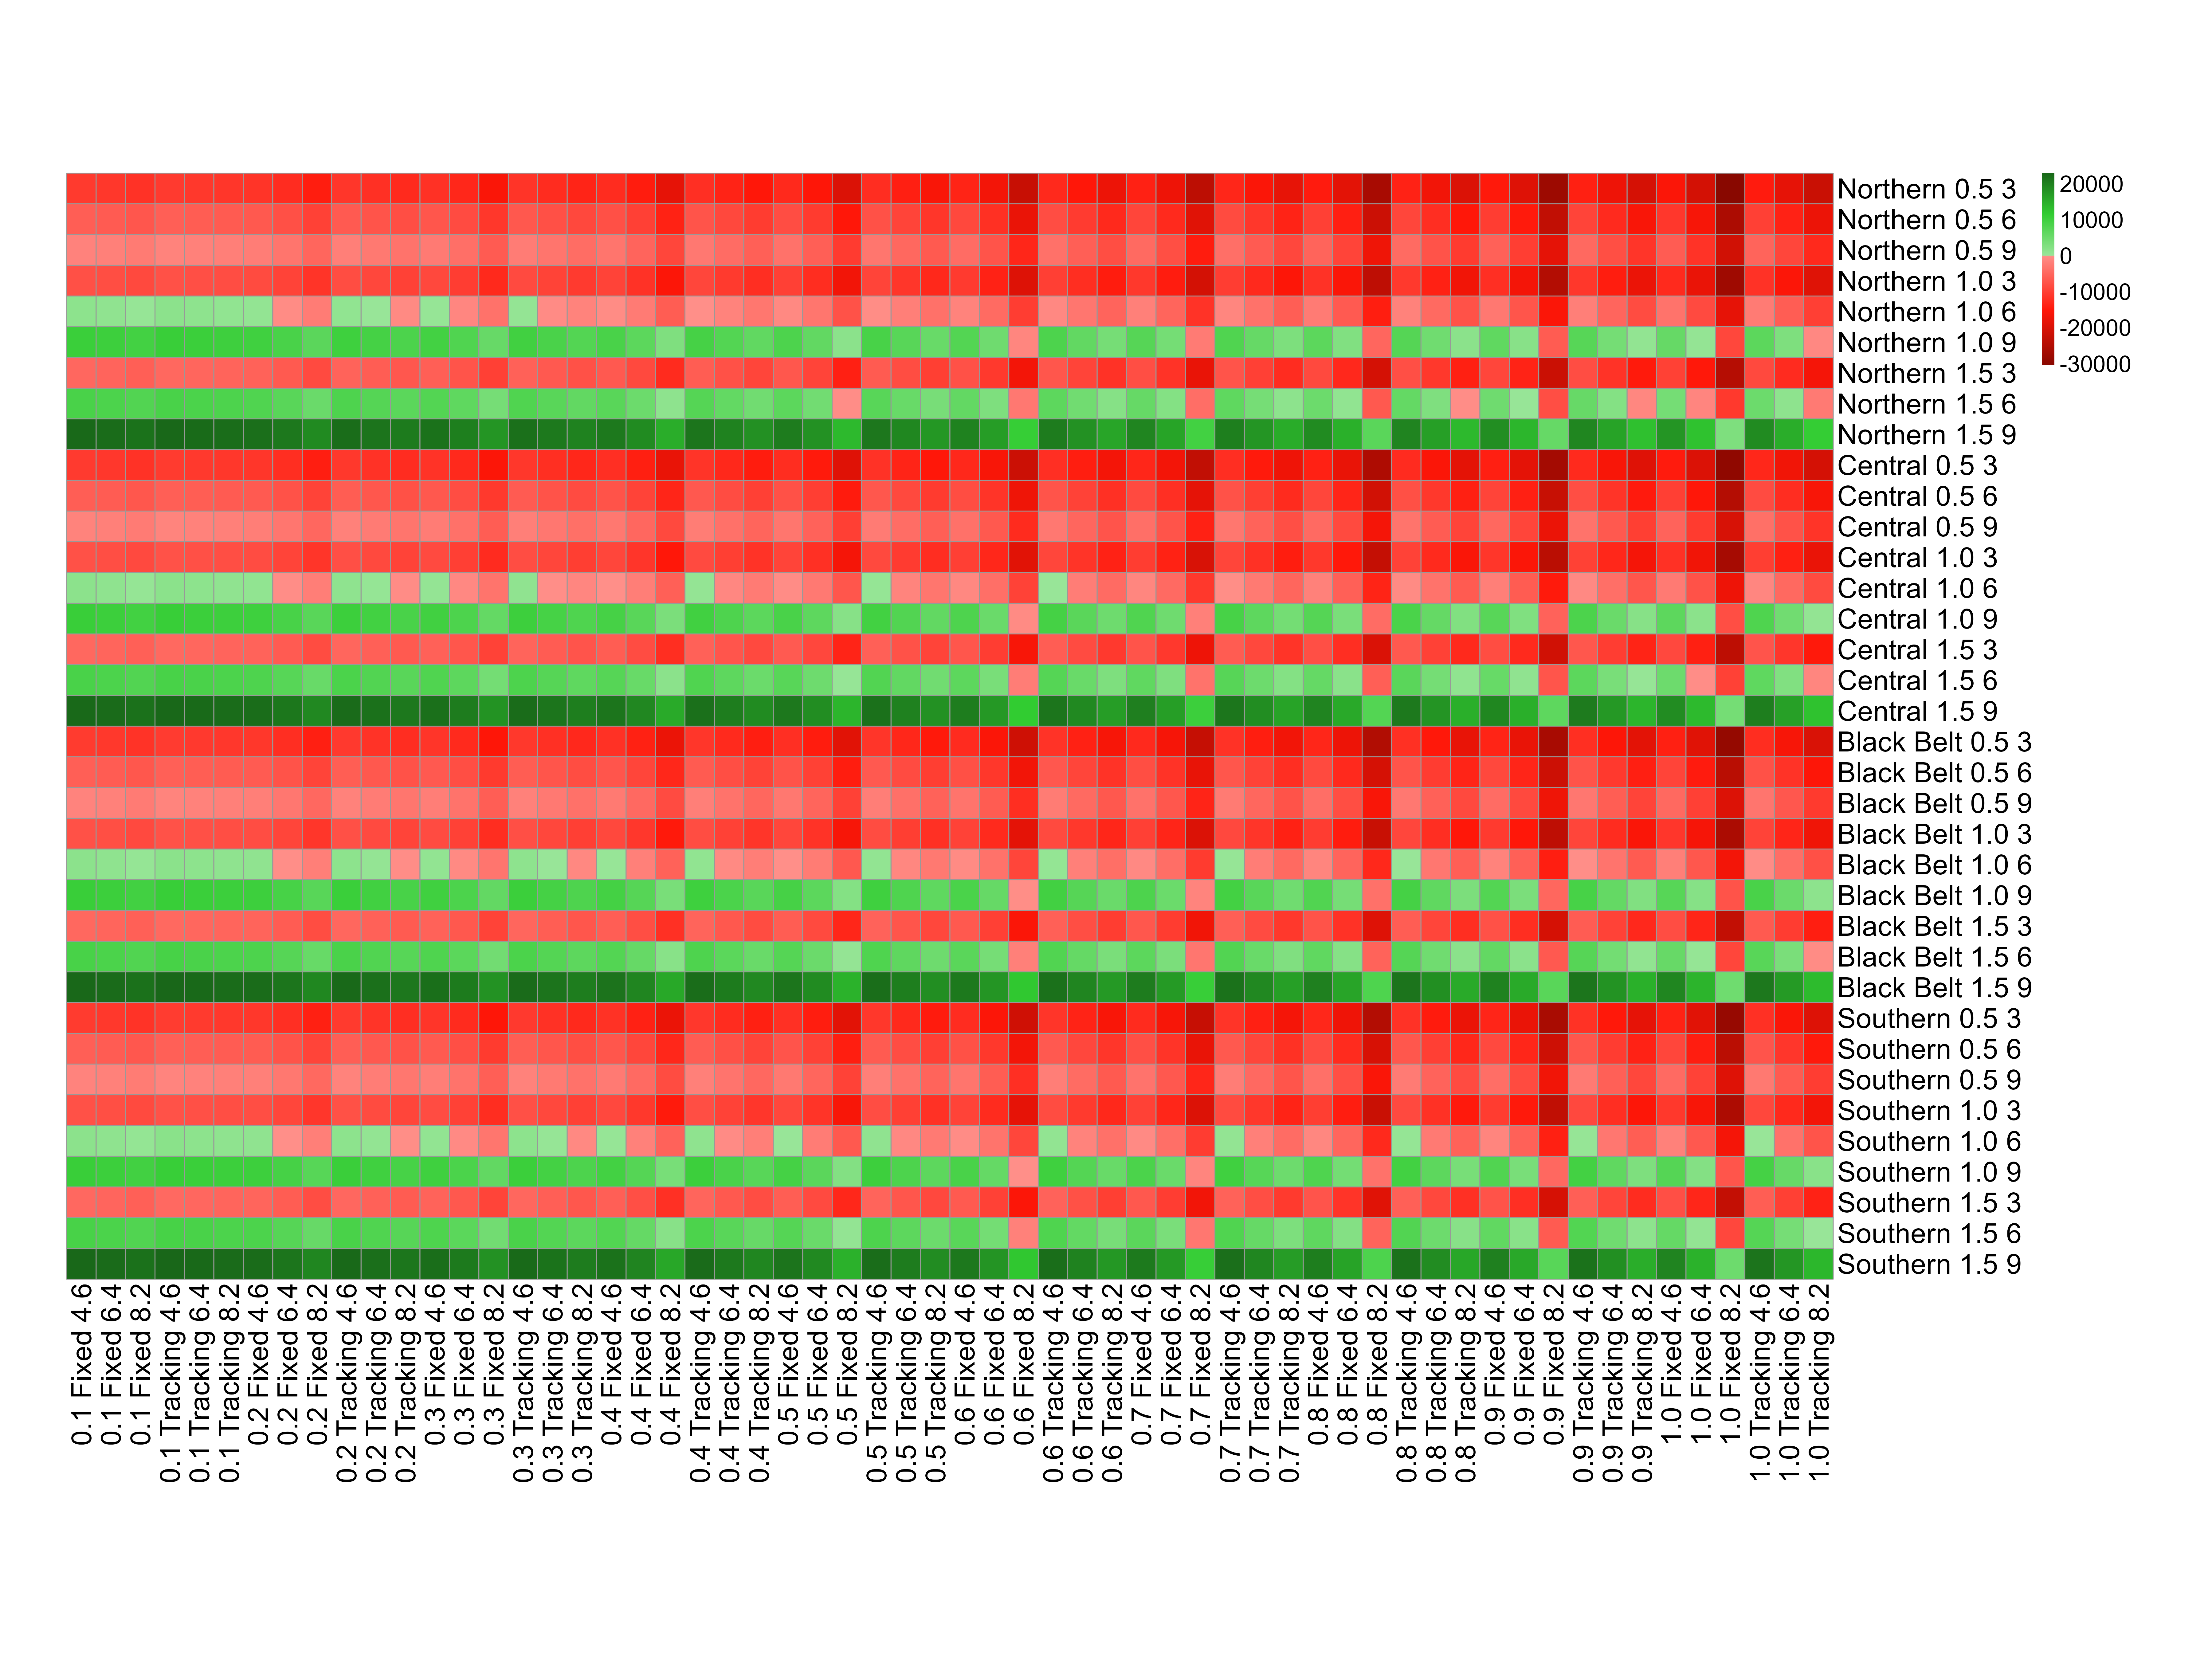 Northern 0.5 3
Northern 0.5 6
Northern 0.5 9
Northern 1.0 3
Northern 1.0 6
Northern 1.0 9
Northern 1.5 3
Northern 1.5 6
Northern 1.5 9
Central 0.5 3
Central 0.5 6
Central 0.5 9
Central 1.0 3
Central 1.0 6
Central 1.0 9
Central 1.5 3
Central 1.5 6
Central 1.5 9
Black Belt 0.5 3
Black Belt 0.5 6
Black Belt 0.5 9
Black Belt 1.0 3
Black Belt 1.0 6
Black Belt 1.0 9
Black Belt 1.5 3
Black Belt 1.5 6
Black Belt 1.5 9
Southern 0.5 3
Southern 0.5 6
Southern 0.5 9
Southern 1.0 3
Southern 1.0 6
Southern 1.0 9
Southern 1.5 3
Southern 1.5 6
Southern 1.5 9
20000
10000
0
-10000
-20000
-30000
0.1 Fixed 4.6
0.1 Fixed 6.4
0.1 Fixed 8.2
0.1 Tracking 4.6
0.1 Tracking 6.4
0.1 Tracking 8.2
0.2 Fixed 4.6
0.2 Fixed 6.4
0.2 Fixed 8.2
0.2 Tracking 4.6
0.2 Tracking 6.4
0.2 Tracking 8.2
0.3 Fixed 4.6
0.3 Fixed 6.4
0.3 Fixed 8.2
0.3 Tracking 4.6
0.3 Tracking 6.4
0.3 Tracking 8.2
0.4 Fixed 4.6
0.4 Fixed 6.4
0.4 Fixed 8.2
0.4 Tracking 4.6
0.4 Tracking 6.4
0.4 Tracking 8.2
0.5 Fixed 4.6
0.5 Fixed 6.4
0.5 Fixed 8.2
0.5 Tracking 4.6
0.5 Tracking 6.4
0.5 Tracking 8.2
0.6 Fixed 4.6
0.6 Fixed 6.4
0.6 Fixed 8.2
0.6 Tracking 4.6
0.6 Tracking 6.4
0.6 Tracking 8.2
0.7 Fixed 4.6
0.7 Fixed 6.4
0.7 Fixed 8.2
0.7 Tracking 4.6
0.7 Tracking 6.4
0.7 Tracking 8.2
0.8 Fixed 4.6
0.8 Fixed 6.4
0.8 Fixed 8.2
0.8 Tracking 4.6
0.8 Tracking 6.4
0.8 Tracking 8.2
0.9 Fixed 4.6
0.9 Fixed 6.4
0.9 Fixed 8.2
0.9 Tracking 4.6
0.9 Tracking 6.4
0.9 Tracking 8.2
1.0 Fixed 4.6
1.0 Fixed 6.4
1.0 Fixed 8.2
1.0 Tracking 4.6
1.0 Tracking 6.4
1.0 Tracking 8.2